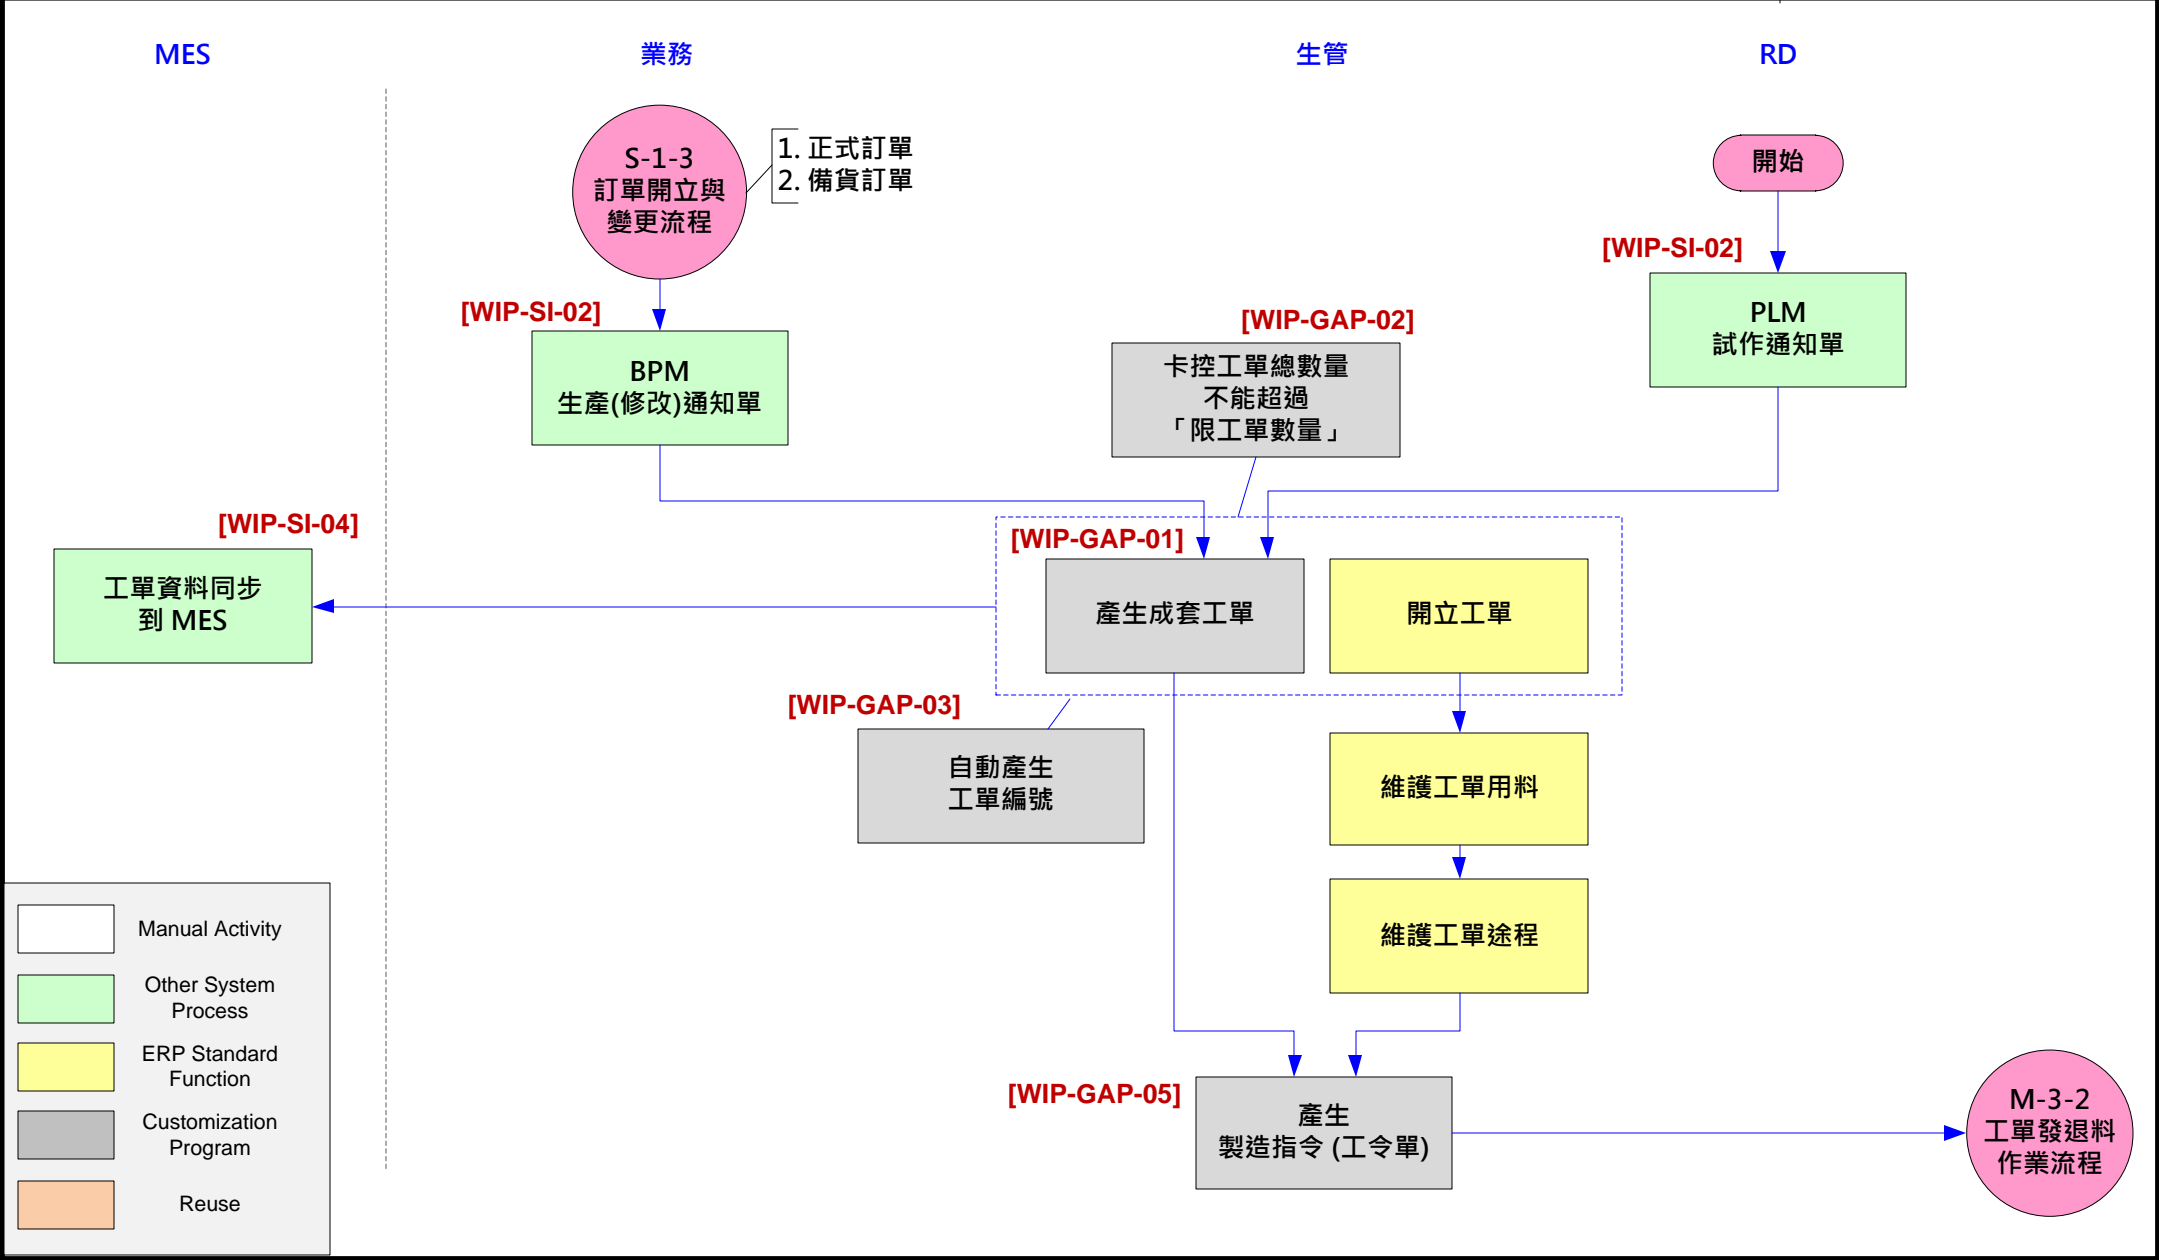 MES
業務
生管
RD
S-1-3
訂單開立與
變更流程
1. 正式訂單
2. 備貨訂單
開始
[WIP-SI-02]
PLM
試作通知單
[WIP-SI-02]
BPM
生產(修改)通知單
[WIP-GAP-02]
卡控工單總數量
不能超過
「限工單數量」
[WIP-SI-04]
工單資料同步
到 MES
[WIP-GAP-01]
產生成套工單
開立工單
[WIP-GAP-03]
自動產生
工單編號
維護工單用料
維護工單途程
[WIP-GAP-05]
產生
製造指令 (工令單)
M-3-2
工單發退料
作業流程
Manual Activity
Other System
Process
ERP Standard
Function
Customization
Program
Reuse